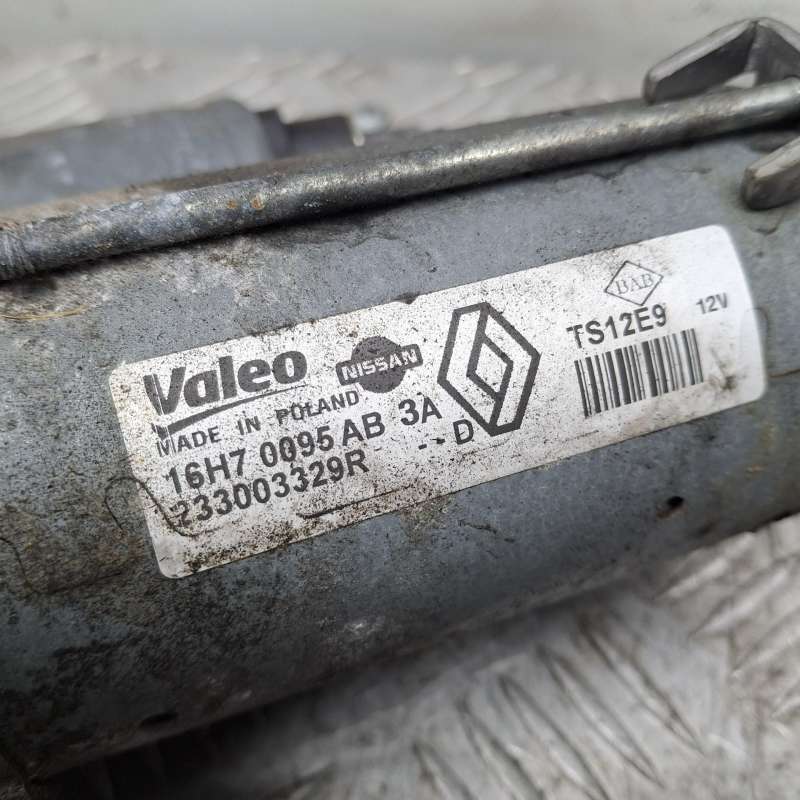 Valeo
NISSAN
MADE IN POLAND
16H7 0095 AB 3A
-- D
233003329R
BAB
TS12E9 12V